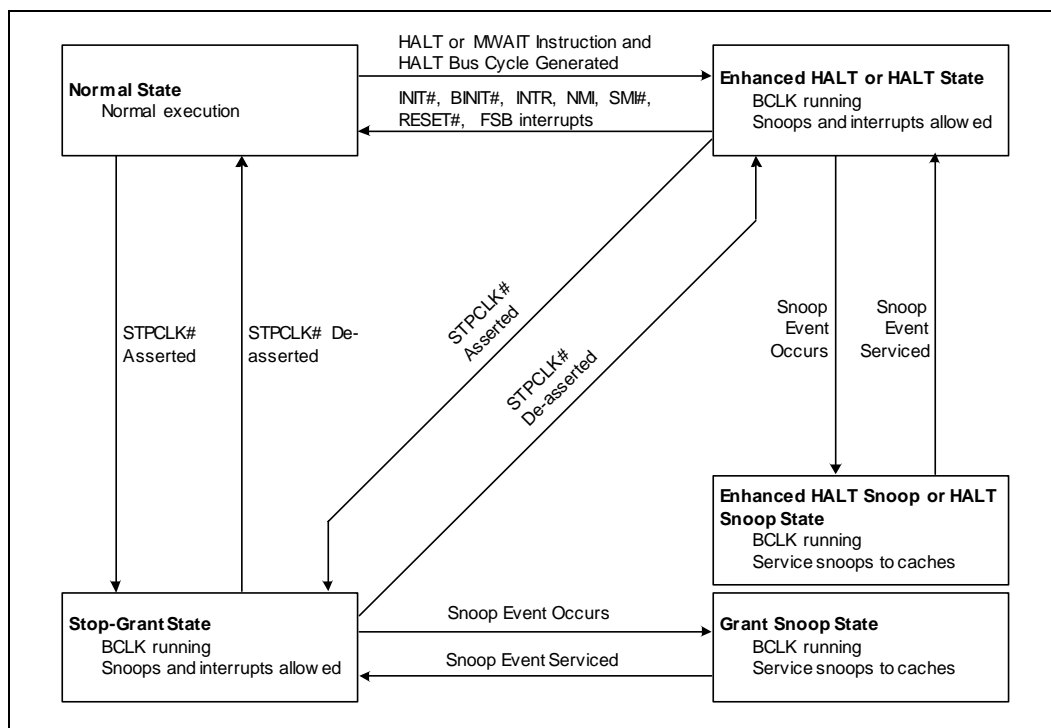 HALT or MWAIT Instruction and
HALT Bus Cycle Generated
Normal State
Normal execution
INIT#, BINIT#, INTR, NMI, SMI#,
RESET#, FSB interrupts
Enhanced HALT or HALT State
BCLK running
Snoops and interrupts allowed
STPCLK#
Asserted
STPCLK# De-
asserted
STPCLK#
Asserted
STPCLK#
De-asserted
Snoop
Event
Occurs
Snoop
Event
Serviced
Enhanced HALT Snoop or HALT
Snoop State
BCLK running
Service snoops to caches
Stop-Grant State
BCLK running
Snoops and interrupts allowed
Snoop Event Occurs
Snoop Event Serviced
Grant Snoop State
BCLK running
Service snoops to caches